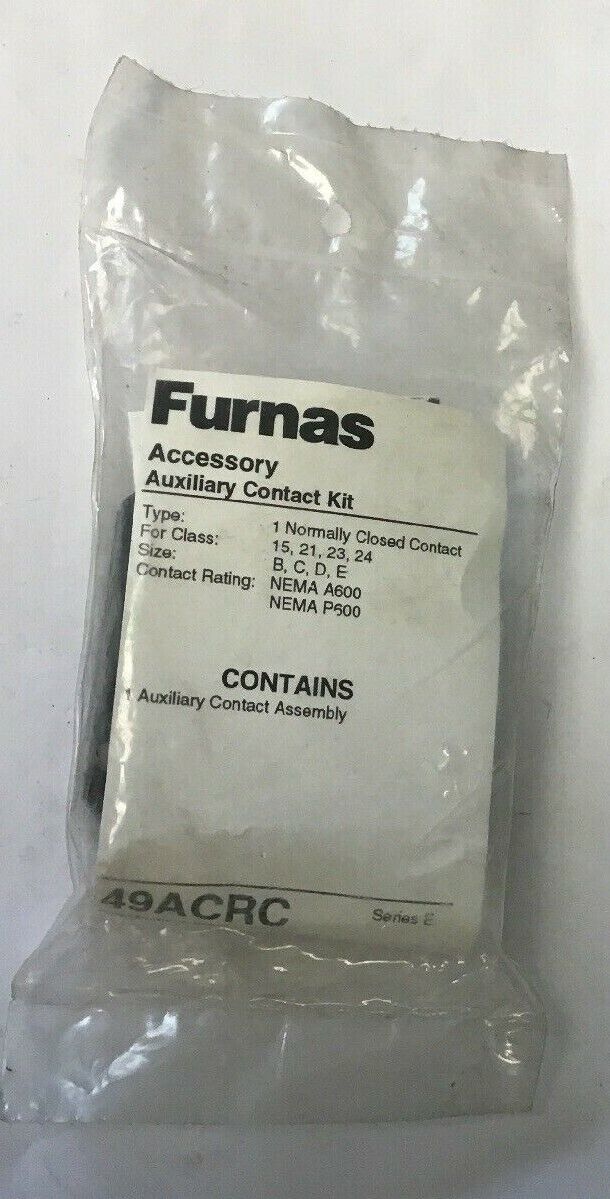 Furnas
Accessory
Auxiliary Contact Kit
Type: 1 Normally Closed Contact
For Class: 15, 21, 23, 24
Size: B, C, D, E
Contact Rating: NEMA A600
NEMA P600
CONTAINS
1 Auxiliary Contact Assembly
49ACRC Series E